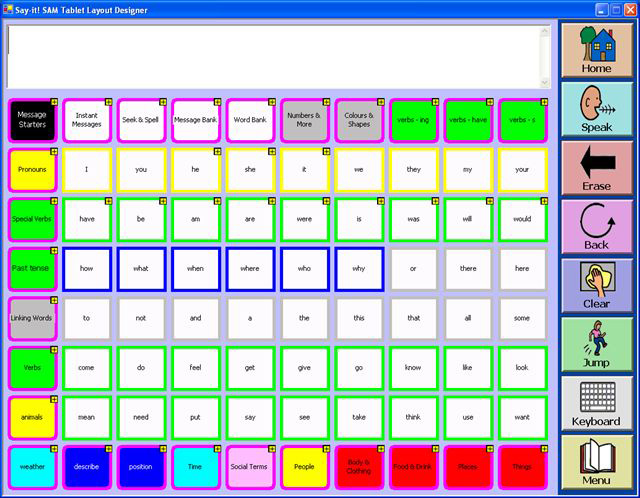 Say-it! SAM Tablet Layout Designer
Message Starters Instant Messages Seek & Spell Message Bank Word Bank Numbers & More Colours & Shapes verbs - ing verbs - have verbs - s
Pronouns I you he she it we they my your
Special Verbs have be am are were is was will would
Past tense how what when where who why or there here
Linking Words to not and a the this that all some
Verbs come do feel get give go know like look
animals mean need put say see take think use want
weather describe position Time Social Terms People Body & Clothing Food & Drink Places Things
Home
Speak
Erase
Back
Clear
Jump
Keyboard
Menu